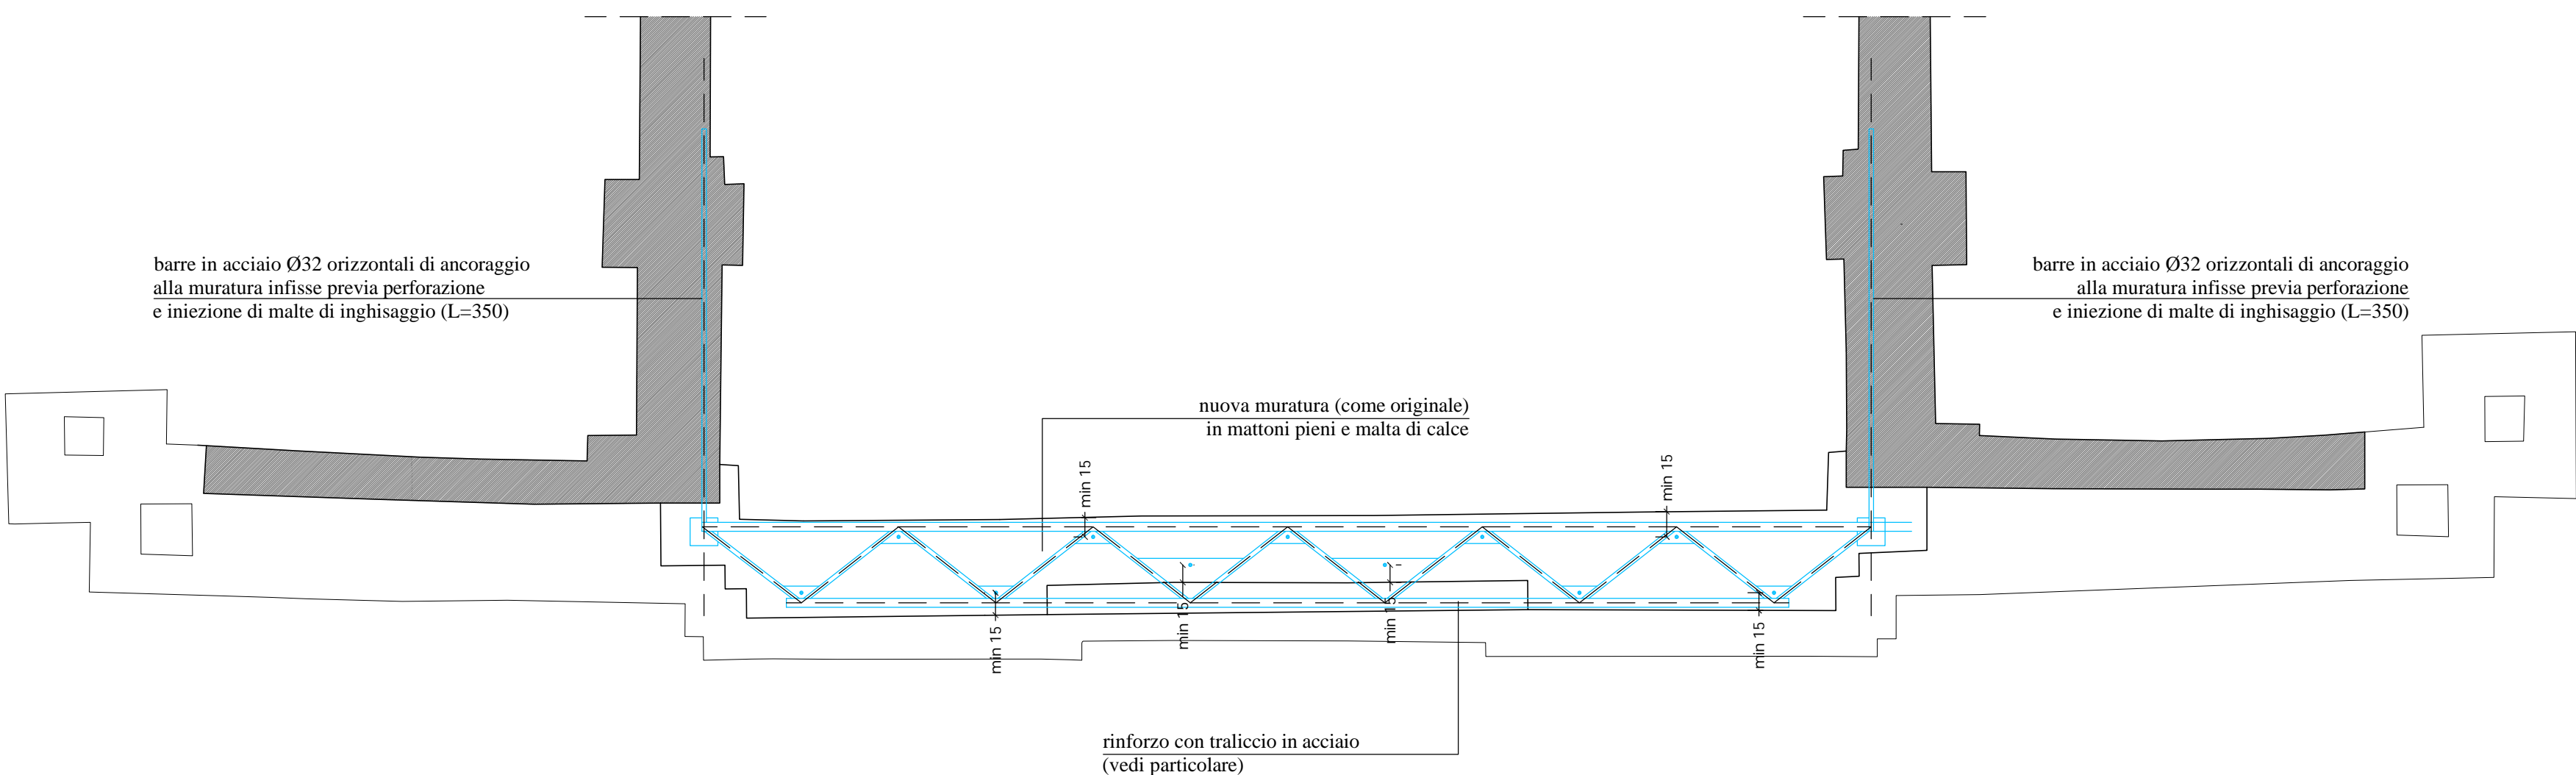 barre in acciaio Ø32 orizzontali di ancoraggio
alla muratura infisse previa perforazione
e iniezione di malte di inghisaggio (L=350)
barre in acciaio Ø32 orizzontali di ancoraggio
alla muratura infisse previa perforazione
e iniezione di malte di inghisaggio (L=350)
nuova muratura (come originale)
in mattoni pieni e malta di calce
min 15
min 15
min 15
min 15
min 15
min 15
rinforzo con traliccio in acciaio
(vedi particolare)